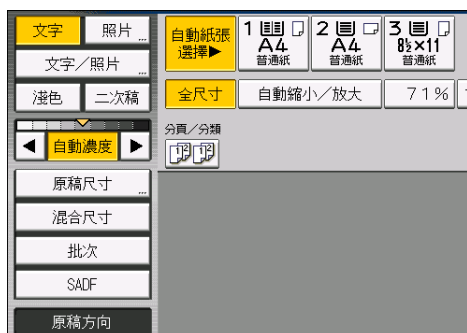 文字 照片
文字／照片
淺色 二次稿
自動濃度
原稿尺寸
混合尺寸
批次
SADF
原稿方向
自動紙張
選擇▶
1 A4 普通紙
2 A4 普通紙
3 8½×11 普通紙
全尺寸 自動縮小／放大 71%
分頁／分類